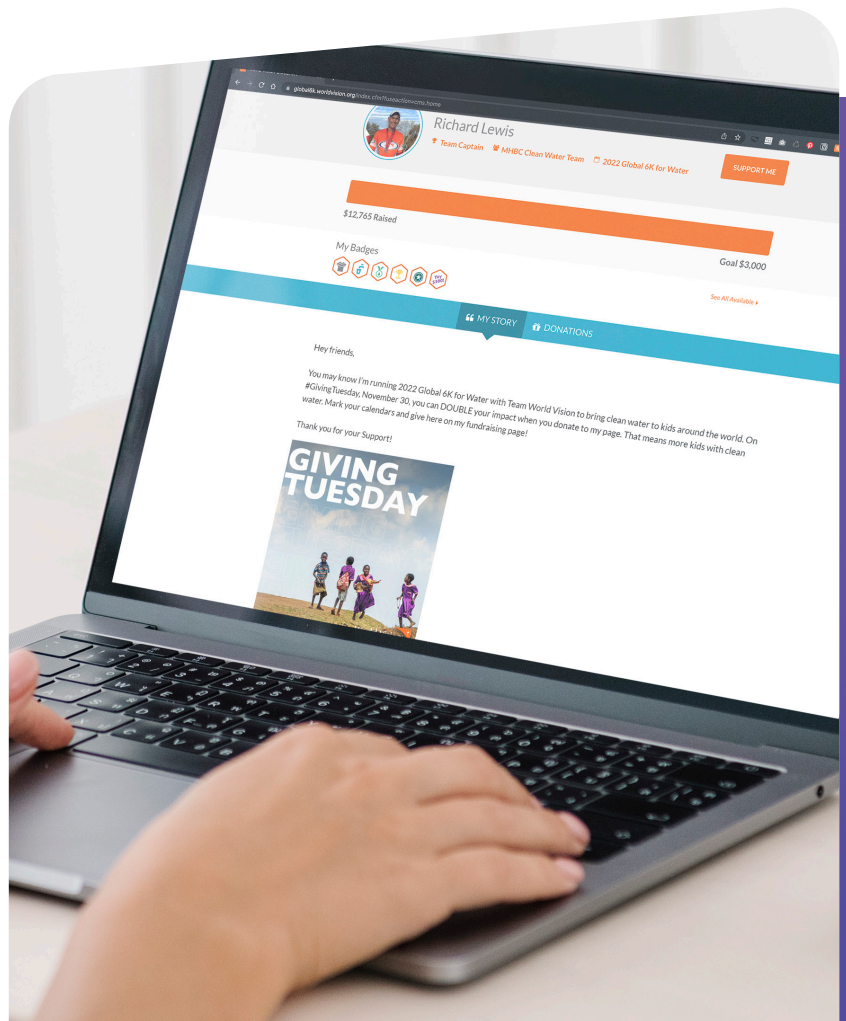 global6k.worldvision.org/index.cfm?fuseaction=cms.home
Richard Lewis
Team Captain MHBC Clean Water Team 2022 Global 6K for Water
SUPPORT ME
$12,765 Raised
Goal $3,000
My Badges
See All Available
MY STORY DONATIONS
Hey friends,
You may know I'm running 2022 Global 6K for Water with Team World Vision to bring clean water to kids around the world. On
#GivingTuesday, November 30, you can DOUBLE your impact when you donate to my page. That means more kids with clean
water. Mark your calendars and give here on my fundraising page!
Thank you for your Support!
GIVING
TUESDAY